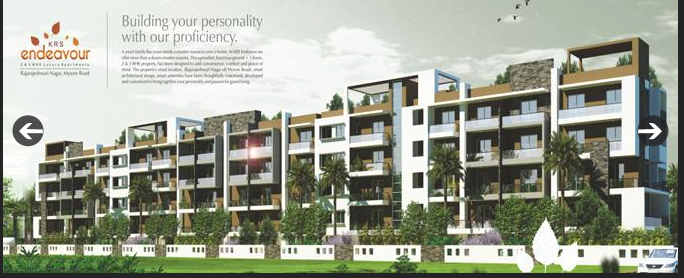 KRS
endeavour
2 & 3 BHK Luxury Apartments
Rajarajeshwari Nagar, Mysore Road
Building your personality
with our proficiency.
A smart family like yours needs a smarter reason to own a home. At KRS Endeavour we
offer more than a dozen smarter reasons. This upmarket, luxurious ground + 3 floors,
2 & 3 BHK property, has been designed to add convenience, comfort and peace of
mind. The property's smart location, (Rajarajeshwari Nagar off Mysore Road), smart
architectural design, smart amenities have been thoughtfully conceived, developed
and customized to bring together your personality and passion for grand living.